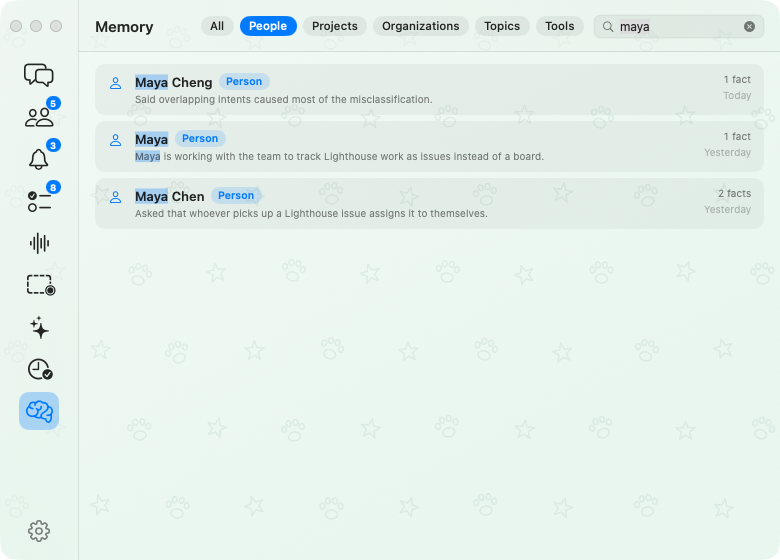 Memory
All People Projects Organizations Topics Tools
maya
5
3
8
Maya Cheng Person
1 fact
Said overlapping intents caused most of the misclassification.
Today
Maya Person
1 fact
Maya is working with the team to track Lighthouse work as issues instead of a board.
Yesterday
Maya Chen Person
2 facts
Asked that whoever picks up a Lighthouse issue assigns it to themselves.
Yesterday